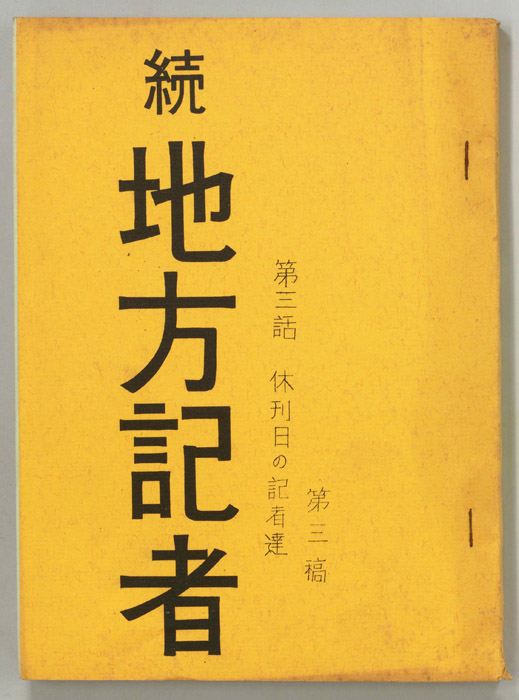 続 地方記者
第三稿
第三話 休刊日の記者達